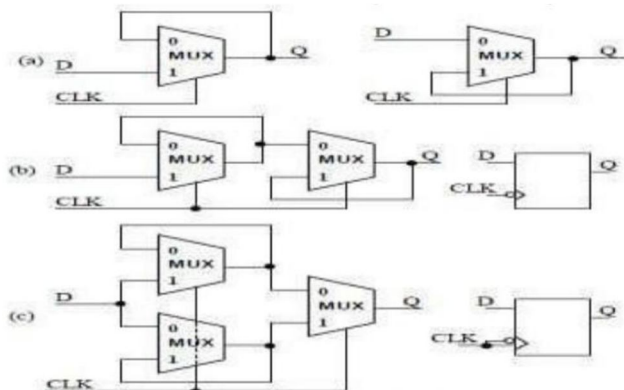 (a) D 0 MUX 1 Q
CLK
D 0 MUX 1 Q
CLK
(b) D 0 MUX 1
0 MUX 1 Q
CLK
D Q
CLK
(c) D 0 MUX 1
0 MUX 1
0 MUX 1 Q
CLK
D Q
CLK